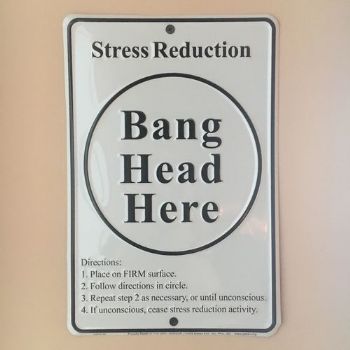 Stress Reduction
Bang
Head
Here
Directions:
1. Place on FIRM surface.
2. Follow directions in circle.
3. Repeat step 2 as necessary, or until unconscious.
4. If unconscious, cease stress reduction activity.